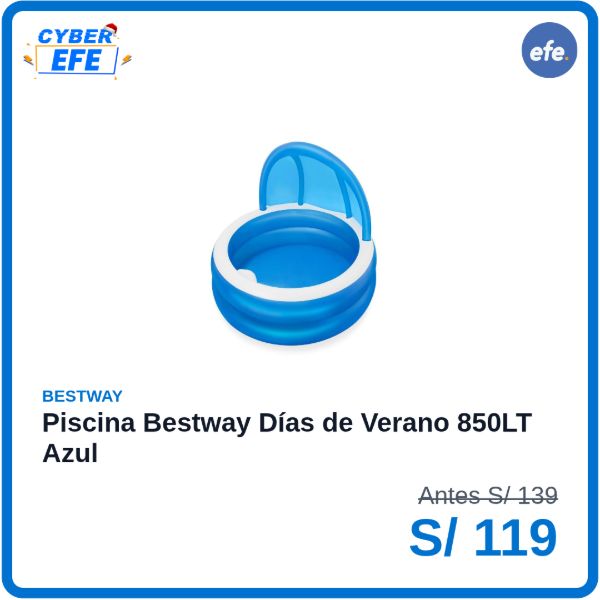 CYBER
EFE
efe.
BESTWAY
Piscina Bestway Días de Verano 850LT
Azul
Antes S/ 139
S/ 119